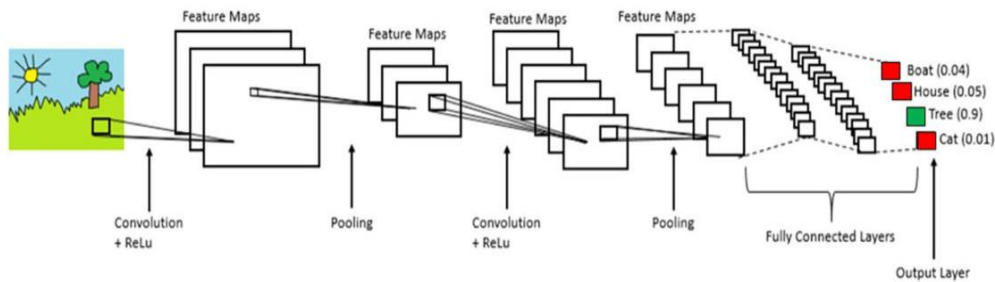 Feature Maps
Feature Maps
Feature Maps
Feature Maps
Boat (0.04)
House (0.05)
Tree (0.9)
Cat (0.01)
Convolution
+ ReLu
Pooling
Convolution
+ ReLu
Pooling
Fully Connected Layers
Output Layer